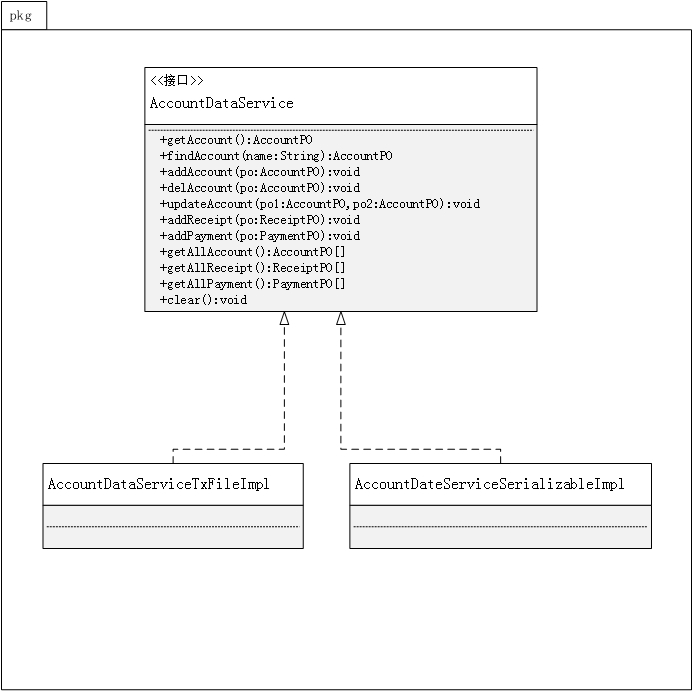 pkg
<<接口>>
AccountDataService
+getAccount():AccountPO
+findAccount(name:String):AccountPO
+addAccount(po:AccountPO):void
+delAccount(po:AccountPO):void
+updateAccount(po1:AccountPO,po2:AccountPO):void
+addReceipt(po:ReceiptPO):void
+addPayment(po:PaymentPO):void
+getAllAccount():AccountPO[]
+getAllReceipt():ReceiptPO[]
+getAllPayment():PaymentPO[]
+clear():void
AccountDataServiceTxFileImpl
AccountDateServiceSerializableImpl